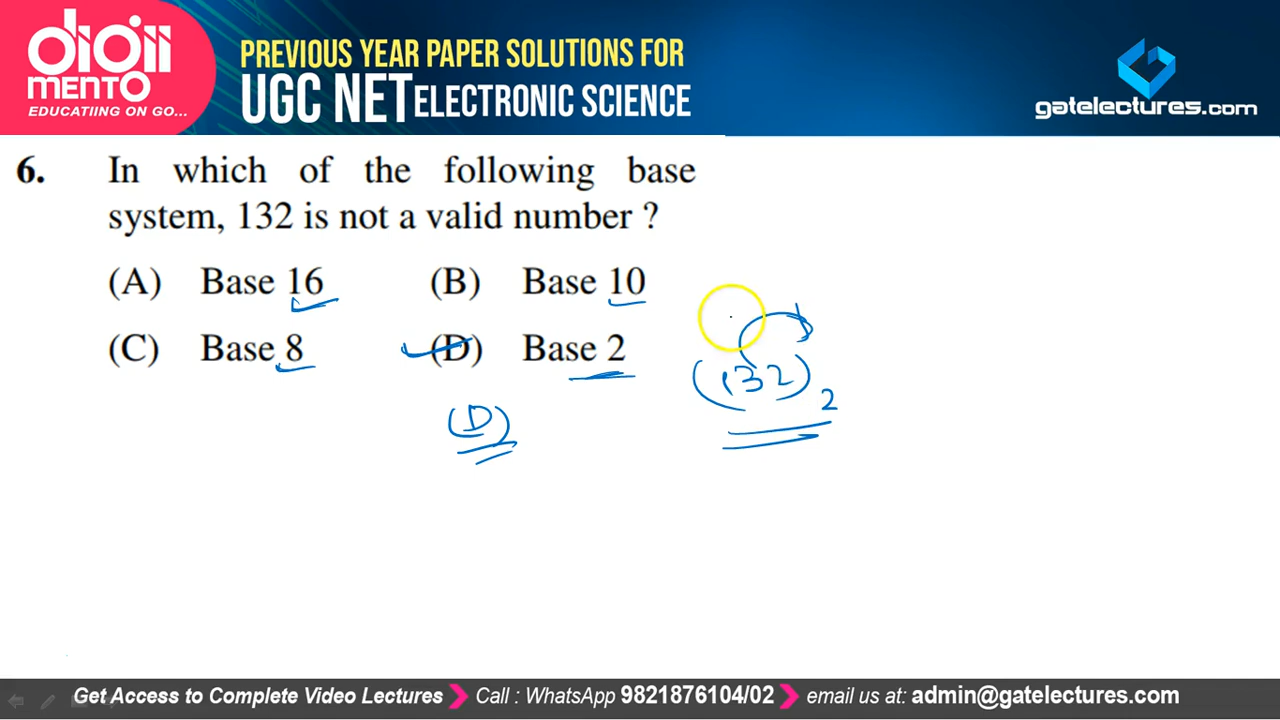 digii
MENTO
EDUCATIING ON GO...
PREVIOUS YEAR PAPER SOLUTIONS FOR
UGC NET ELECTRONIC SCIENCE
gatelectures.com
6. In which of the following base
system, 132 is not a valid number ?
(A) Base 16 (B) Base 10
(C) Base 8 (D) Base 2
(132)2
(D)
Get Access to Complete Video Lectures Call : WhatsApp 9821876104/02 email us at: admin@gatelectures.com